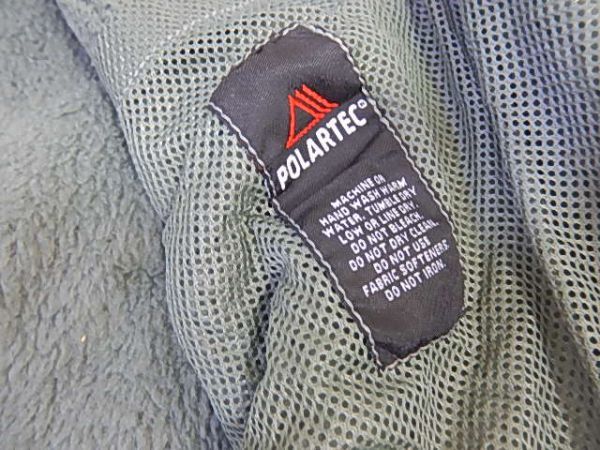 POLARTEC®
MACHINE OR
HAND WASH WARM
WATER, TUMBLE DRY
LOW OR LINE DRY.
DO NOT BLEACH.
DO NOT DRY CLEAN.
DO NOT USE
FABRIC SOFTENERS.
DO NOT IRON.